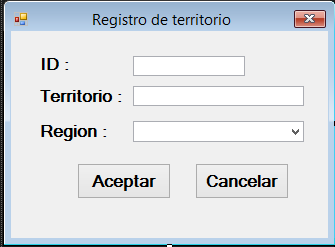 Registro de territorio
ID :
Territorio :
Region :
Aceptar
Cancelar